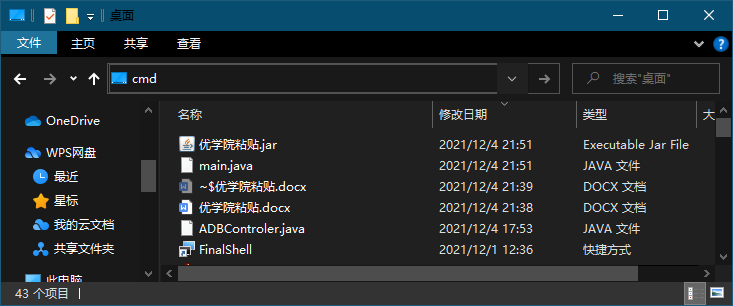 桌面
文件 主页 共享 查看
cmd 搜索"桌面"
名称 修改日期 类型 大
OneDrive
WPS网盘
最近
星标
我的云文档
共享文件夹
此电脑
优学院粘贴.jar 2021/12/4 21:51 Executable Jar File
main.java 2021/12/4 21:51 JAVA 文件
~$优学院粘贴.docx 2021/12/4 21:39 DOCX 文档
优学院粘贴.docx 2021/12/4 21:38 DOCX 文档
ADBControler.java 2021/12/4 17:53 JAVA 文件
FinalShell 2021/12/1 12:36 快捷方式
43 个项目